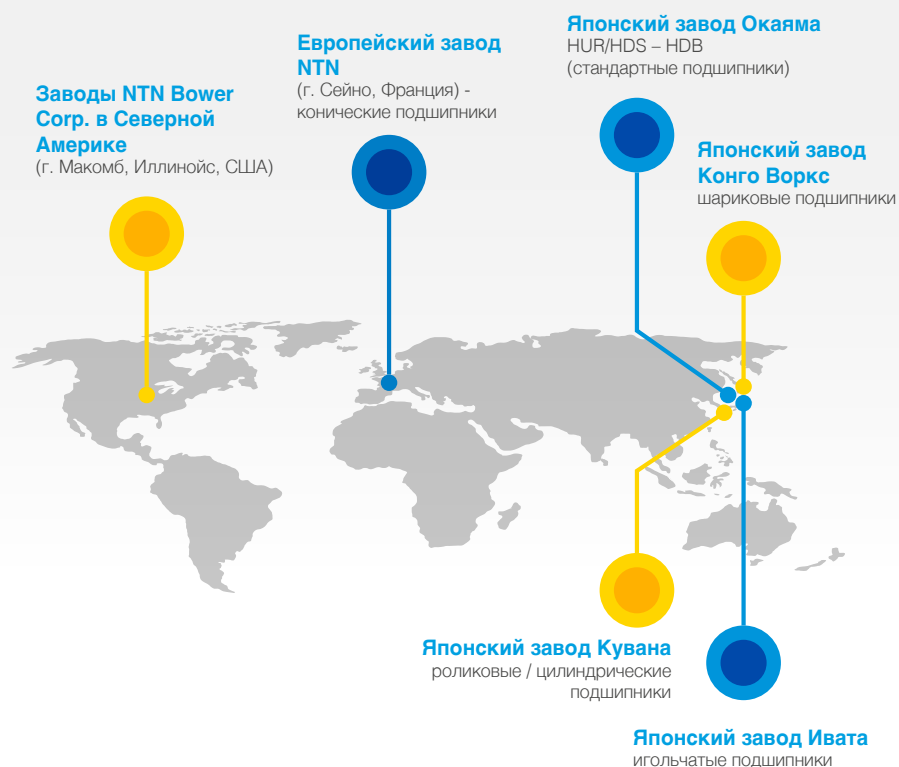 Заводы NTN Bower
Corp. в Северной
Америке
(г. Макомб, Иллинойс, США)
Европейский завод
NTN
(г. Сейно, Франция) -
конические подшипники
Японский завод Окаяма
HUR/HDS – HDB
(стандартные подшипники)
Японский завод
Конго Воркс
шариковые подшипники
Японский завод Кувана
роликовые / цилиндрические
подшипники
Японский завод Ивата
игольчатые подшипники